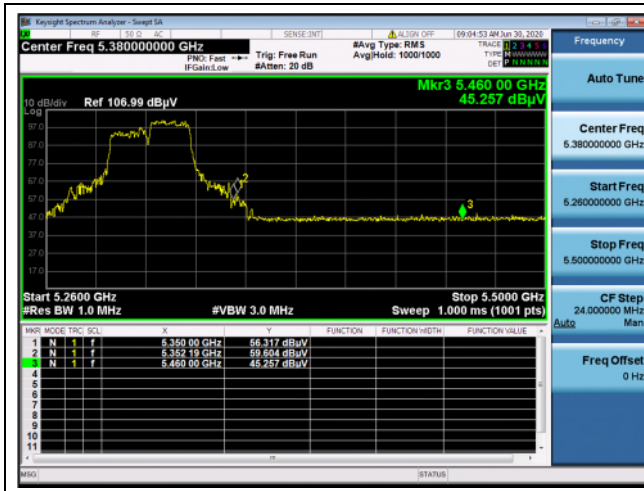 Keysight Spectrum Analyzer - Swept SA
RF 50 Ω AC SENSE:INT ALIGN OFF 09:04:53 AM Jun 30, 2020
Center Freq 5.380000000 GHz #Avg Type: RMS TRACE 1 2 3 4 5 6
PNO: Fast Trig: Free Run Avg|Hold: 1000/1000 TYPE M WWWWW
IFGain:Low #Atten: 20 dB DET P N N N N N
Mkr3 5.460 00 GHz
10 dB/div Ref 106.99 dBµV 45.257 dBµV
Log
97.0
87.0
77.0
67.0
57.0
47.0
37.0
27.0
17.0
2
3
Start 5.2600 GHz Stop 5.5000 GHz
#Res BW 1.0 MHz #VBW 3.0 MHz Sweep 1.000 ms (1001 pts)
MKR MODE TRC SCL X Y FUNCTION FUNCTION WIDTH FUNCTION VALUE
1 N 1 f 5.350 00 GHz 56.317 dBµV
2 N 1 f 5.352 19 GHz 59.604 dBµV
3 N 1 f 5.460 00 GHz 45.257 dBµV
4
5
6
7
8
9
10
11
MSG STATUS
Frequency
Auto Tune
Center Freq
5.380000000 GHz
Start Freq
5.260000000 GHz
Stop Freq
5.500000000 GHz
CF Step
24.000000 MHz
Auto Man
Freq Offset
0 Hz